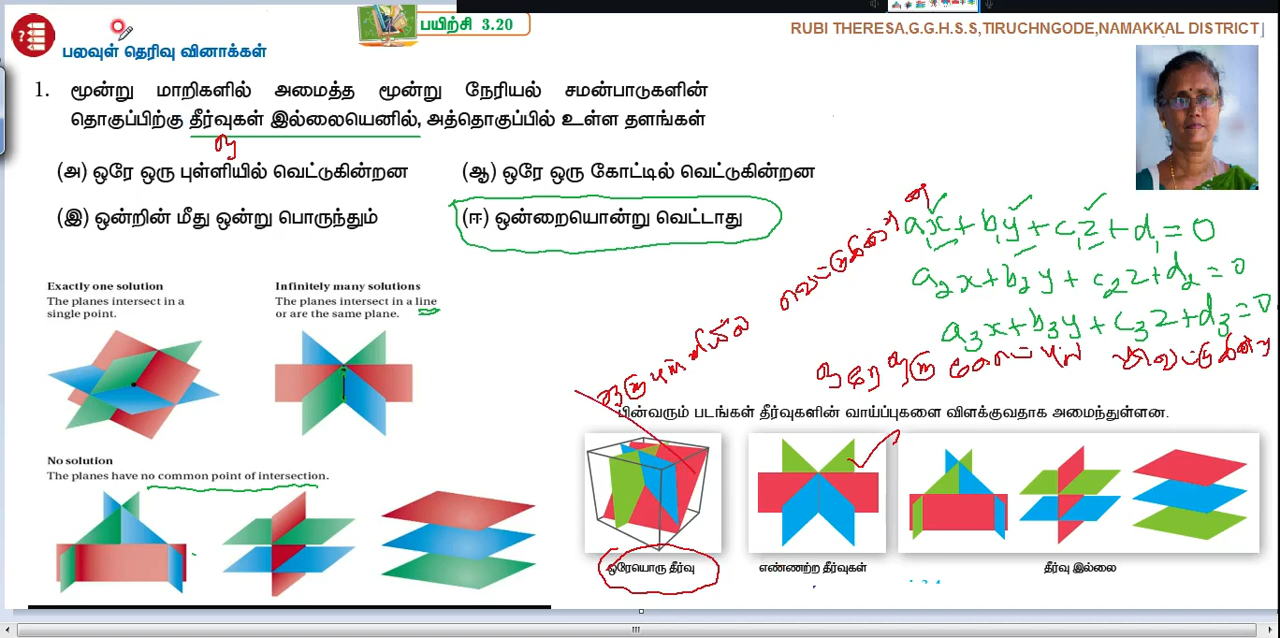 பயிற்சி 3.20
RUBI THERESA,G.G.H.S.S,TIRUCHNGODE,NAMAKKAL DISTRICT
பலவுள் தெரிவு வினாக்கள்
1. மூன்று மாறிகளில் அமைத்த மூன்று நேரியல் சமன்பாடுகளின்
தொகுப்பிற்கு தீர்வுகள் இல்லையெனில், அத்தொகுப்பில் உள்ள தளங்கள்
(அ) ஒரே ஒரு புள்ளியில் வெட்டுகின்றன
(ஆ) ஒரே ஒரு கோட்டில் வெட்டுகின்றன
(இ) ஒன்றின் மீது ஒன்று பொருந்தும்
(ஈ) ஒன்றையொன்று வெட்டாது
a₁x + b₁y + c₁z + d₁ = 0
a₂x + b₂y + c₂z + d₂ = 0
a₃x + b₃y + c₃z + d₃ = 0
Exactly one solution
The planes intersect in a
single point.
Infinitely many solutions
The planes intersect in a line
or are the same plane.
No solution
The planes have no common point of intersection.
பின்வரும் படங்கள் தீர்வுகளின் வாய்ப்புகளை விளக்குவதாக அமைந்துள்ளன.
ஒரேயொரு தீர்வு
எண்ணற்ற தீர்வுகள்
தீர்வு இல்லை